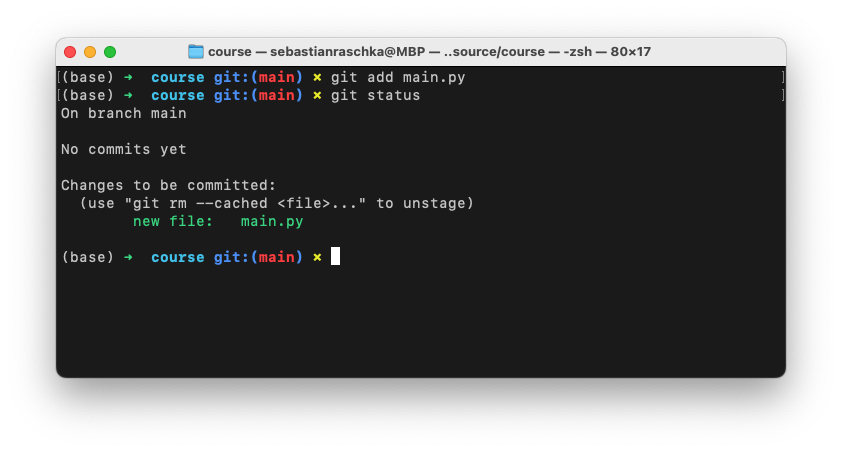 course — sebastianraschka@MBP — ..source/course — -zsh — 80×17
[(base) ➜  course git:(main) ✖ git add main.py ]
[(base) ➜  course git:(main) ✖ git status ]
On branch main
No commits yet
Changes to be committed:
  (use "git rm --cached <file>..." to unstage)
        new file:   main.py
(base) ➜  course git:(main) ✖